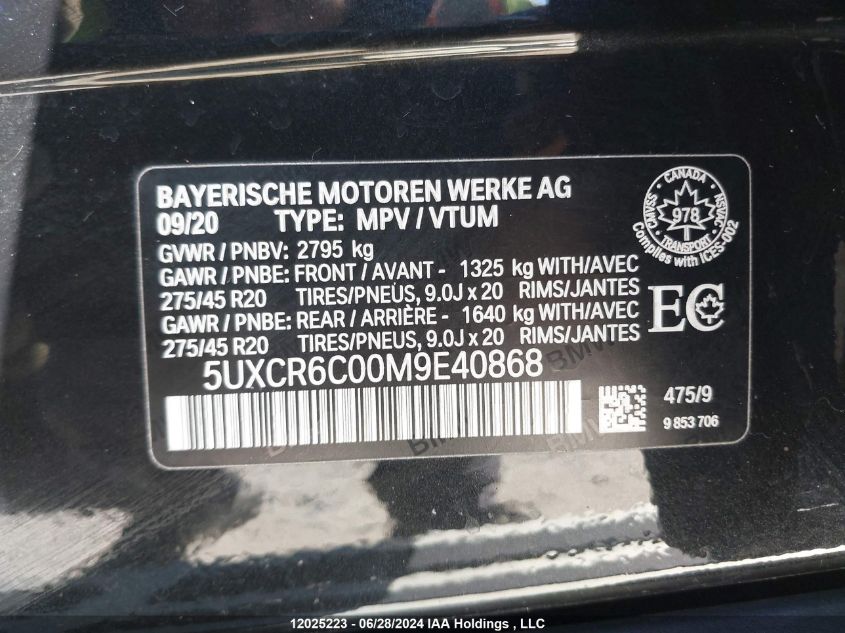 BAYERISCHE MOTOREN WERKE AG
09/20 TYPE: MPV / VTUM
GVWR / PNBV: 2795 kg
GAWR / PNBE: FRONT / AVANT - 1325 kg WITH/AVEC
275/45 R20 TIRES/PNEUS, 9.0J x 20 RIMS/JANTES
GAWR / PNBE: REAR / ARRIÈRE - 1640 kg WITH/AVEC
275/45 R20 TIRES/PNEUS, 9.0J x 20 RIMS/JANTES
5UXCR6C00M9E40868
CANADA
SSVMC
NSVAC
978
TRANSPORT
Complies with ICES-002
EC
475/9
9 853 706
12025223 - 06/28/2024 IAA Holdings , LLC